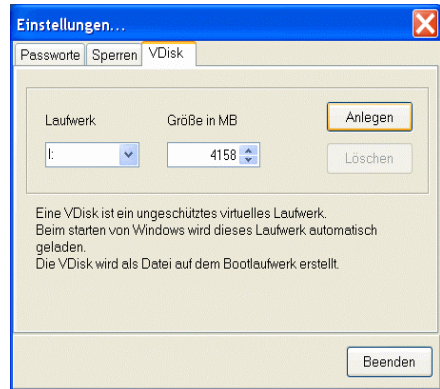 Einstellungen...
Passworte Sperren VDisk
Laufwerk Größe in MB Anlegen
I: 4158 Löschen
Eine VDisk ist ein ungeschütztes virtuelles Laufwerk.
Beim starten von Windows wird dieses Laufwerk automatisch
geladen.
Die VDisk wird als Datei auf dem Bootlaufwerk erstellt.
Beenden